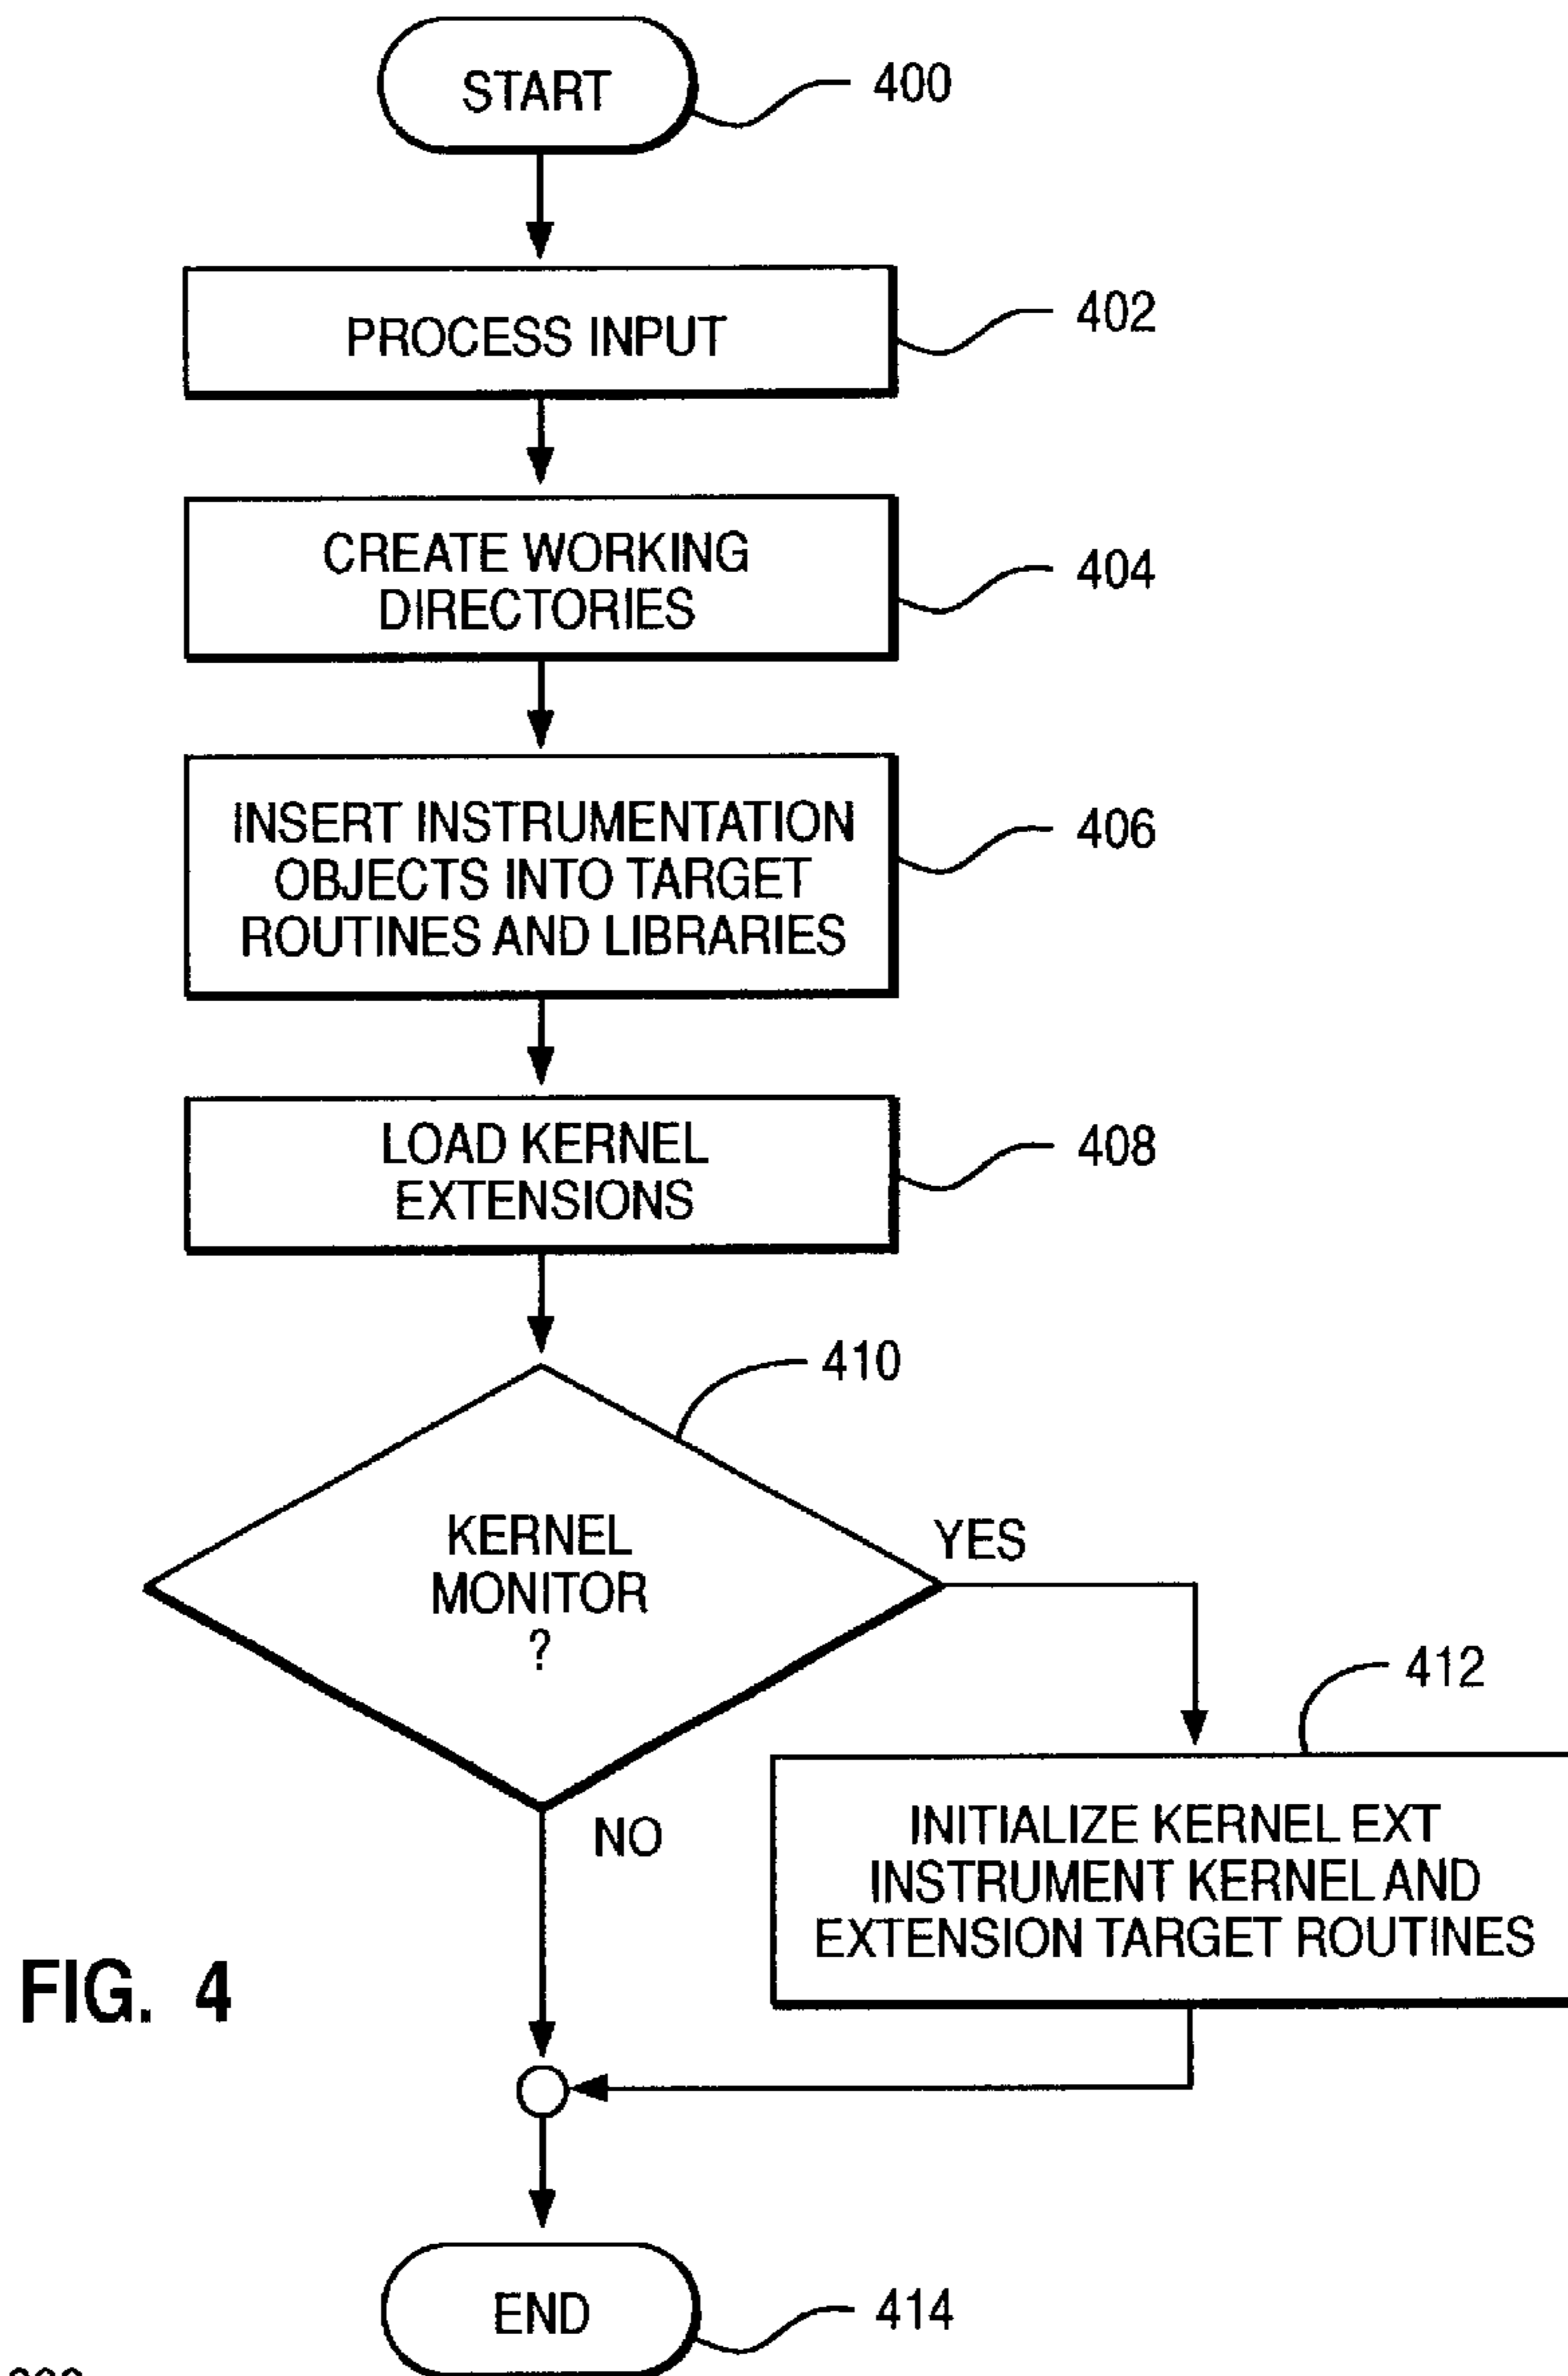 START
400
PROCESS INPUT
402
CREATE WORKING
DIRECTORIES
404
INSERT INSTRUMENTATION
OBJECTS INTO TARGET
ROUTINES AND LIBRARIES
406
LOAD KERNEL
EXTENSIONS
408
410
KERNEL
MONITOR
?
YES
412
NO
INITIALIZE KERNEL EXT
INSTRUMENT KERNEL AND
EXTENSION TARGET ROUTINES
FIG. 4
END
414